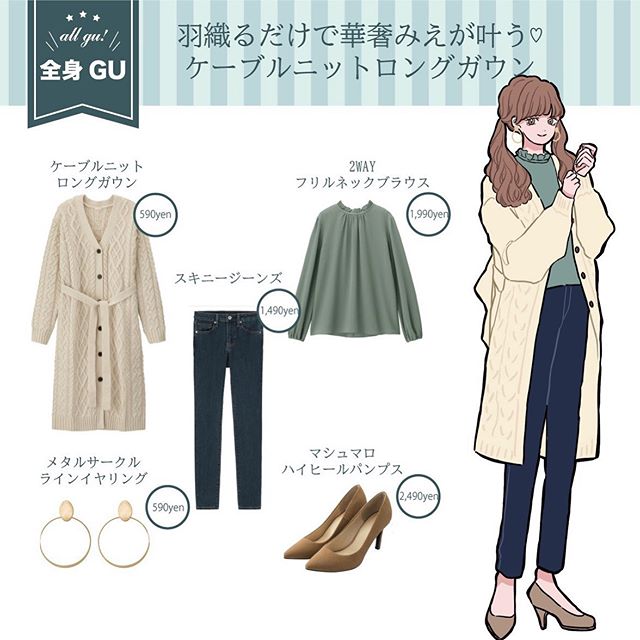 all gu!
全身 GU
羽織るだけで華奢みえが叶う♡
ケーブルニットロングガウン
ケーブルニット
ロングガウン
590yen
2WAY
フリルネックブラウス
1,990yen
スキニージーンズ
1,490yen
メタルサークル
ラインイヤリング
590yen
マシュマロ
ハイヒールパンプス
2,490yen